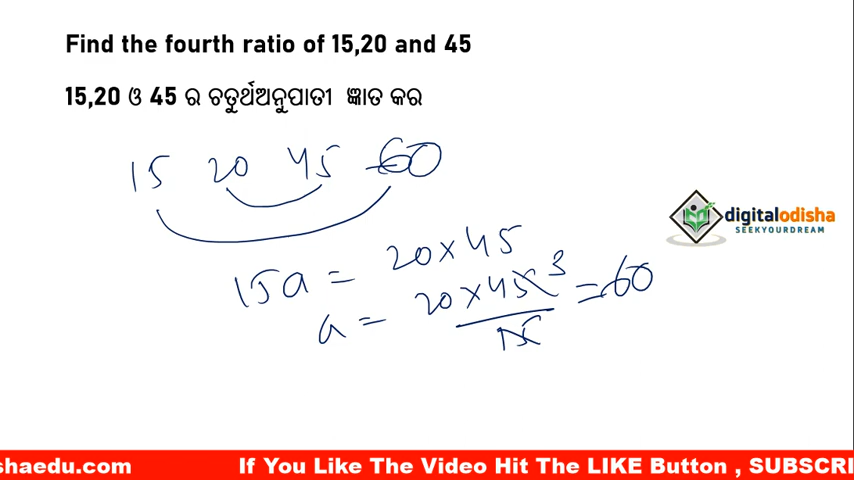 Find the fourth ratio of 15,20 and 45
15,20 ଓ 45 ର ଚତୁର୍ଥଅନୁପାତୀ ଜ୍ଞାତ କର
15 20 45 60
digitalodisha
SEEKYOURDREAM
15a = 20×45
a = 20×45 3 = 60
15
shaedu.com If You Like The Video Hit The LIKE Button , SUBSCRI